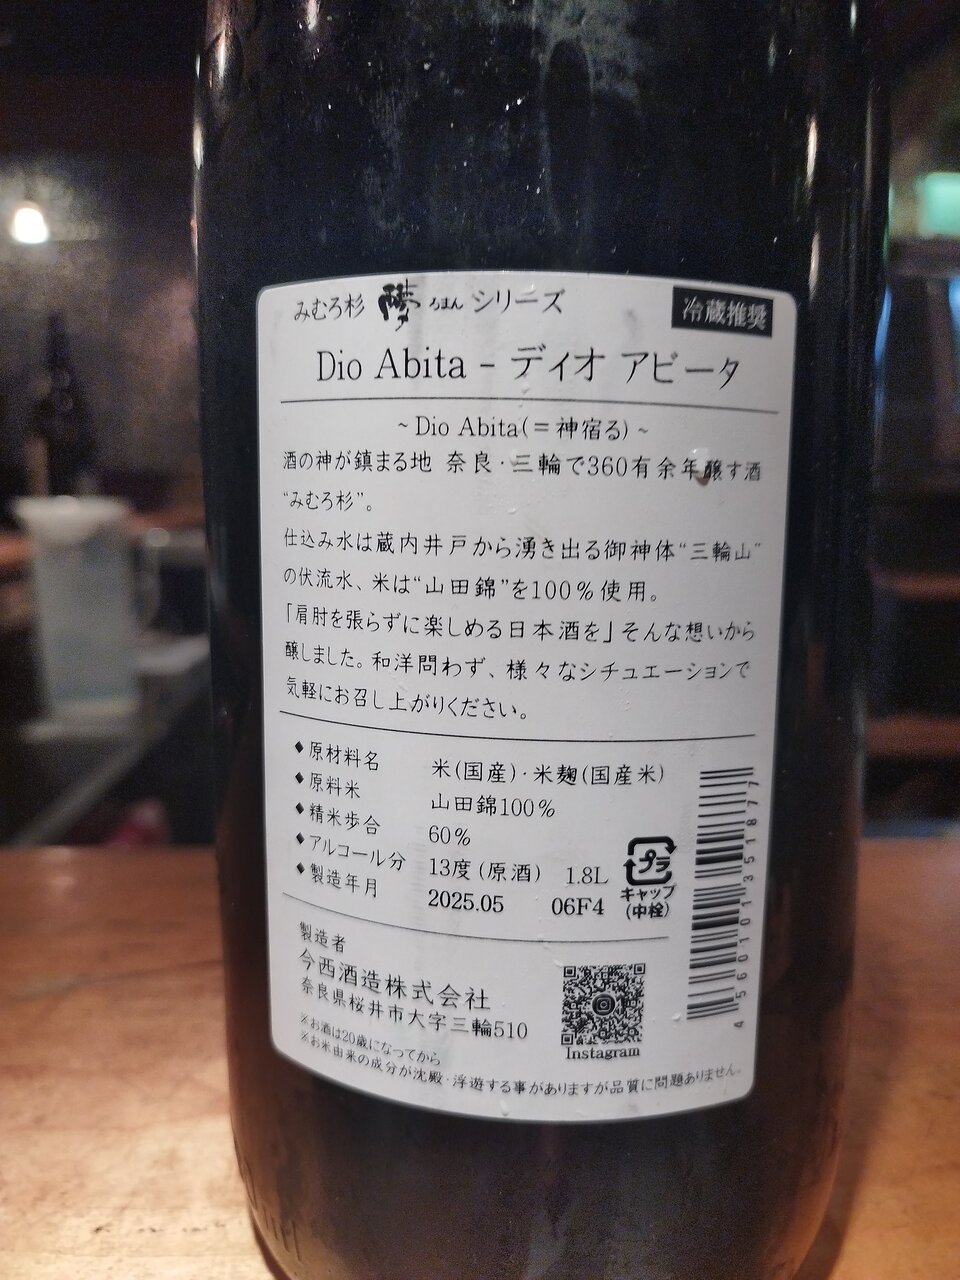 みむろ杉 ろまん シリーズ
冷蔵推奨
Dio Abita - ディオ アビータ
~ Dio Abita(=神宿る) ~
酒の神が鎮まる地 奈良・三輪で360有余年醸す酒
“みむろ杉”。
仕込み水は蔵内井戸から湧き出る御神体“三輪山”
の伏流水、米は“山田錦”を100%使用。
「肩肘を張らずに楽しめる日本酒を」そんな想いから
醸しました。和洋問わず、様々なシチュエーションで
気軽にお召し上がりください。
◆原材料名 米(国産)・米麹(国産米)
◆原料米 山田錦100%
◆精米歩合 60%
◆アルコール分 13度(原酒) 1.8L
◆製造年月 2025.05 06F4
プラ
キャップ
(中栓)
4560101351877
製造者
今西酒造株式会社
奈良県桜井市大字三輪510
Instagram
※お酒は20歳になってから
※お米由来の成分が沈殿・浮遊する事がありますが品質に問題ありません。